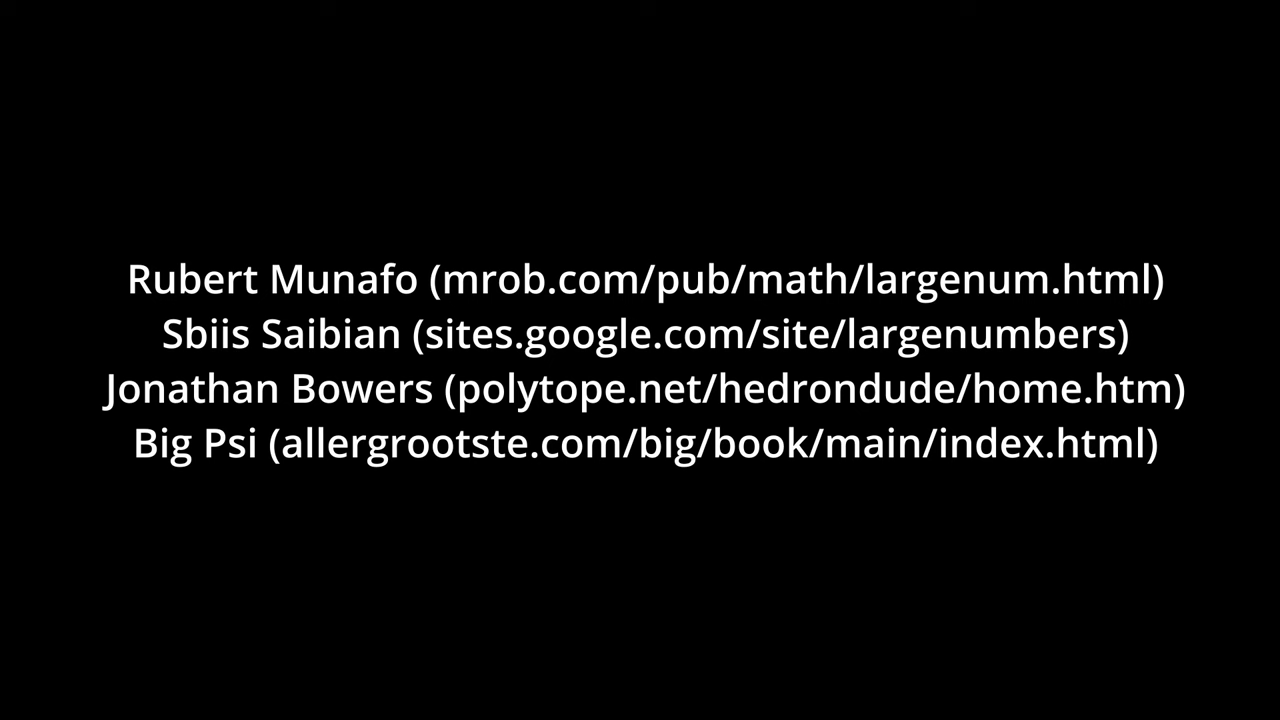 Rubert Munafo (mrob.com/pub/math/largenum.html)
Sbiis Saibian (sites.google.com/site/largenumbers)
Jonathan Bowers (polytope.net/hedrondude/home.htm)
Big Psi (allergrootste.com/big/book/main/index.html)